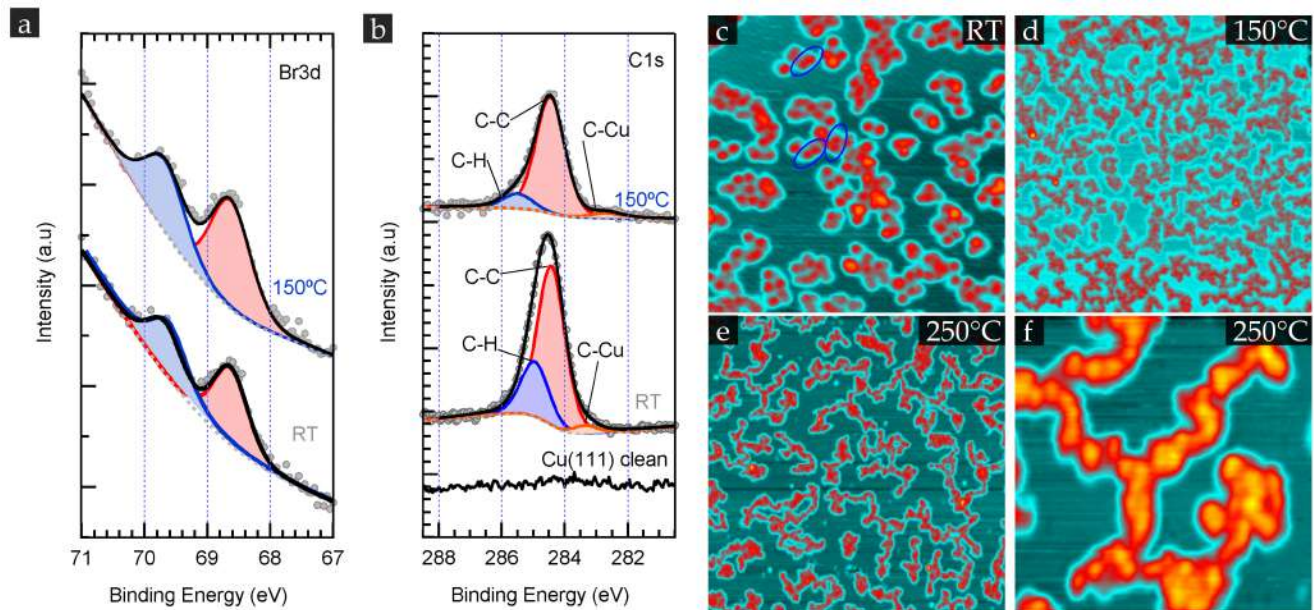 a
Br3d
150ºC
RT
Intensity (a.u)
71 70 69 68 67
Binding Energy (eV)
b
C1s
C-C
C-Cu
C-H
150ºC
C-C
C-H
C-Cu
RT
Cu(111) clean
Intensity (a.u)
288 286 284 282
Binding Energy (eV)
c RT
d 150°C
e 250°C
f 250°C